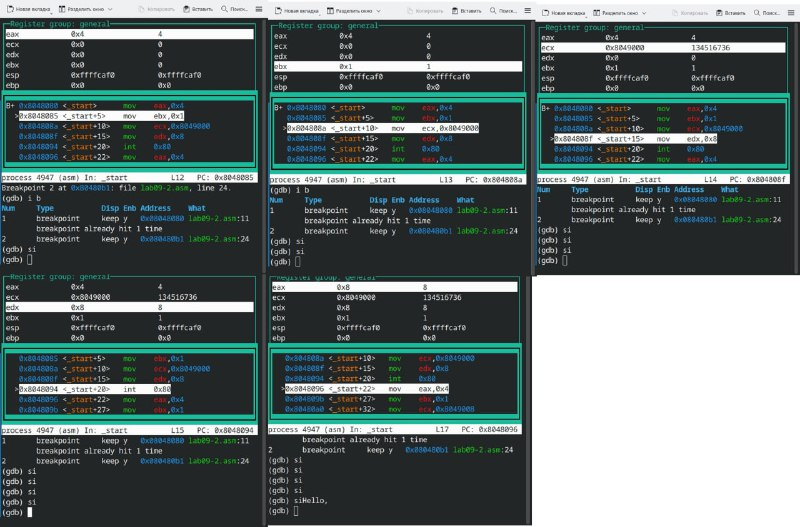 Новая вкладка Разделить окно Копировать Вставить Поиск...
Register group: general
eax 0x4 4
ecx 0x0 0
edx 0x0 0
ebx 0x0 0
esp 0xffffcaf0 0xffffcaf0
ebp 0x0 0x0
B+ 0x8048080 <_start> mov eax,0x4
>0x8048085 <_start+5> mov ebx,0x1
0x804808a <_start+10> mov ecx,0x8049000
0x804808f <_start+15> mov edx,0x8
0x8048094 <_start+20> int 0x80
0x8048096 <_start+22> mov eax,0x4
process 4947 (asm) In: _start L12 PC: 0x8048085
Breakpoint 2 at 0x80480b1: file lab09-2.asm, line 24.
(gdb) i b
Num Type Disp Enb Address What
1 breakpoint keep y 0x08048080 lab09-2.asm:11
breakpoint already hit 1 time
2 breakpoint keep y 0x080480b1 lab09-2.asm:24
(gdb) si
(gdb)
Новая вкладка Разделить окно Копировать Вставить Поиск...
Register group: general
eax 0x4 4
ecx 0x0 0
edx 0x0 0
ebx 0x1 1
esp 0xffffcaf0 0xffffcaf0
ebp 0x0 0x0
B+ 0x8048080 <_start> mov eax,0x4
0x8048085 <_start+5> mov ebx,0x1
>0x804808a <_start+10> mov ecx,0x8049000
0x804808f <_start+15> mov edx,0x8
0x8048094 <_start+20> int 0x80
0x8048096 <_start+22> mov eax,0x4
process 4947 (asm) In: _start L13 PC: 0x804808a
(gdb) i b
Num Type Disp Enb Address What
1 breakpoint keep y 0x08048080 lab09-2.asm:11
breakpoint already hit 1 time
2 breakpoint keep y 0x080480b1 lab09-2.asm:24
(gdb) si
(gdb) si
(gdb)
Новая вкладка Разделить окно Копировать Вставить Поиск...
Register group: general
eax 0x4 4
ecx 0x8049000 134516736
edx 0x0 0
ebx 0x1 1
esp 0xffffcaf0 0xffffcaf0
ebp 0x0 0x0
B+ 0x8048080 <_start> mov eax,0x4
0x8048085 <_start+5> mov ebx,0x1
0x804808a <_start+10> mov ecx,0x8049000
>0x804808f <_start+15> mov edx,0x8
0x8048094 <_start+20> int 0x80
0x8048096 <_start+22> mov eax,0x4
process 4947 (asm) In: _start L14 PC: 0x804808f
Num Type Disp Enb Address What
1 breakpoint keep y 0x08048080 lab09-2.asm:11
breakpoint already hit 1 time
2 breakpoint keep y 0x080480b1 lab09-2.asm:24
(gdb) si
(gdb) si
(gdb) si
(gdb)
Register group: general
eax 0x4 4
ecx 0x8049000 134516736
edx 0x8 8
ebx 0x1 1
esp 0xffffcaf0 0xffffcaf0
ebp 0x0 0x0
0x8048085 <_start+5> mov ebx,0x1
0x804808a <_start+10> mov ecx,0x8049000
0x804808f <_start+15> mov edx,0x8
>0x8048094 <_start+20> int 0x80
0x8048096 <_start+22> mov eax,0x4
0x804809b <_start+27> mov ebx,0x1
process 4947 (asm) In: _start L15 PC: 0x8048094
1 breakpoint keep y 0x08048080 lab09-2.asm:11
breakpoint already hit 1 time
2 breakpoint keep y 0x080480b1 lab09-2.asm:24
(gdb) si
(gdb) si
(gdb) si
(gdb) si
(gdb)
Register group: general
eax 0x8 8
ecx 0x8049000 134516736
edx 0x8 8
ebx 0x1 1
esp 0xffffcaf0 0xffffcaf0
ebp 0x0 0x0
0x804808a <_start+10> mov ecx,0x8049000
0x804808f <_start+15> mov edx,0x8
0x8048094 <_start+20> int 0x80
>0x8048096 <_start+22> mov eax,0x4
0x804809b <_start+27> mov ebx,0x1
0x80480a0 <_start+32> mov ecx,0x8049008
process 4947 (asm) In: _start L17 PC: 0x8048096
breakpoint already hit 1 time
2 breakpoint keep y 0x080480b1 lab09-2.asm:24
(gdb) si
(gdb) si
(gdb) si
(gdb) si
(gdb) siHello,
(gdb)